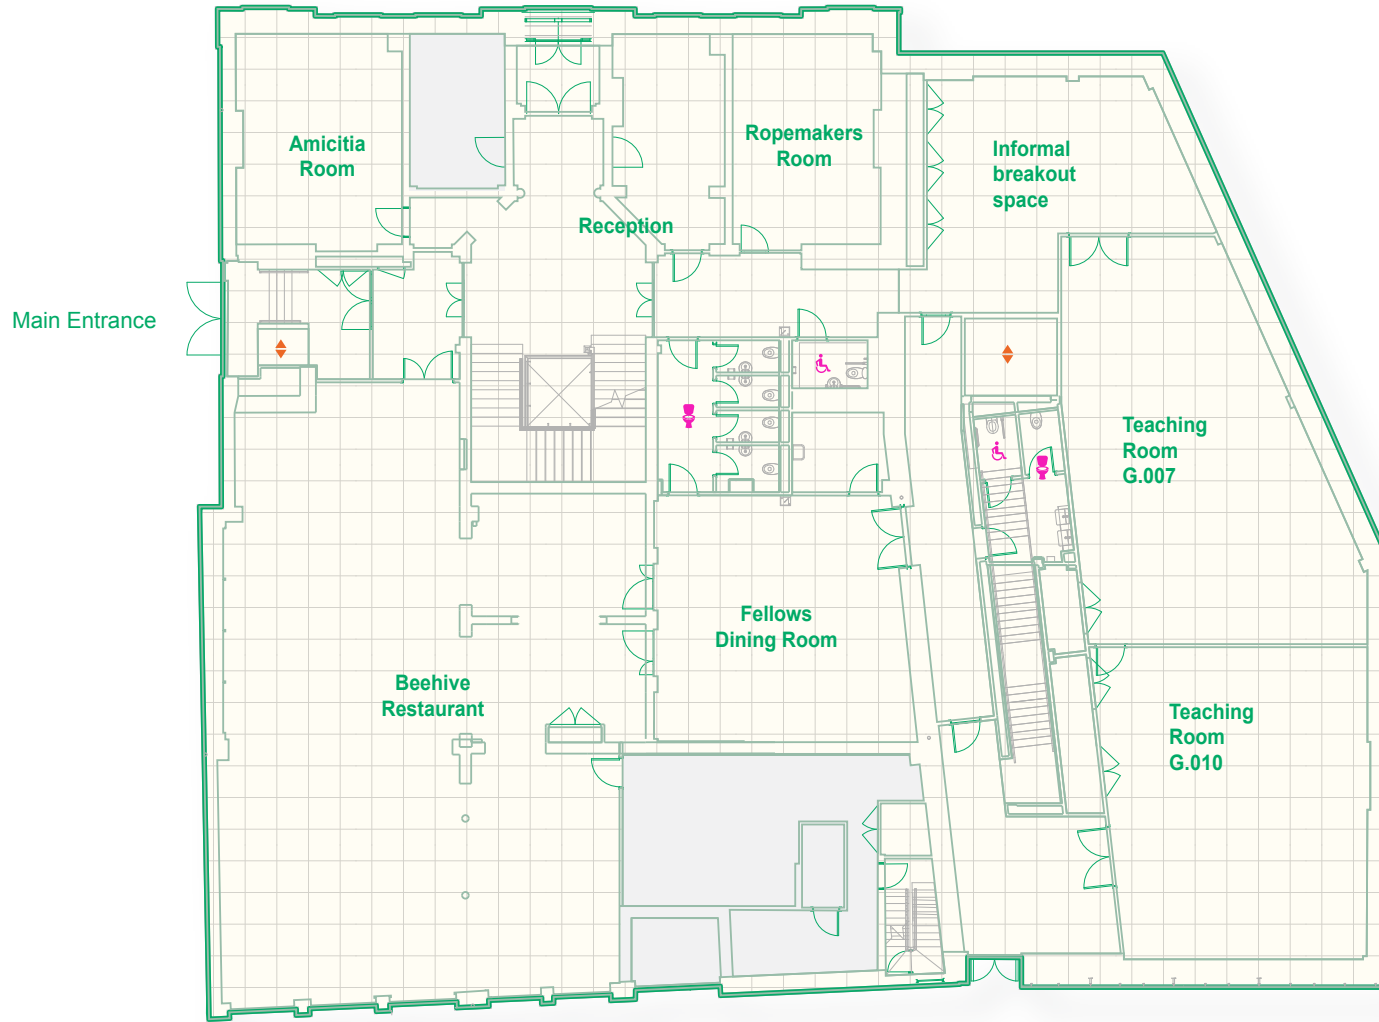 Amicitia
Room
Ropemakers
Room
Informal
breakout
space
Reception
Main Entrance
Teaching
Room
G.007
Fellows
Dining Room
Beehive
Restaurant
Teaching
Room
G.010